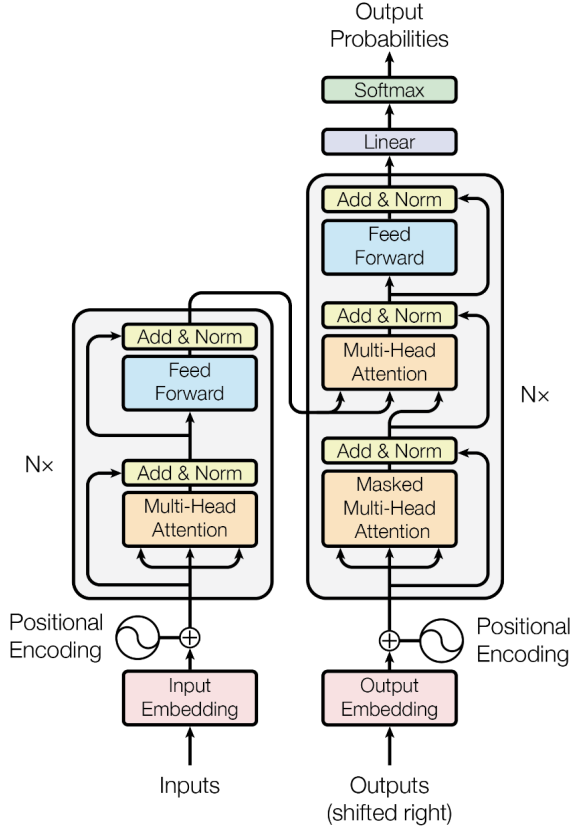 Output
Probabilities
Softmax
Linear
Add & Norm
Feed
Forward
Add & Norm
Multi-Head
Attention
Add & Norm
Masked
Multi-Head
Attention
N×
Add & Norm
Feed
Forward
Add & Norm
Multi-Head
Attention
N×
Positional
Encoding
Positional
Encoding
Input
Embedding
Output
Embedding
Inputs
Outputs
(shifted right)